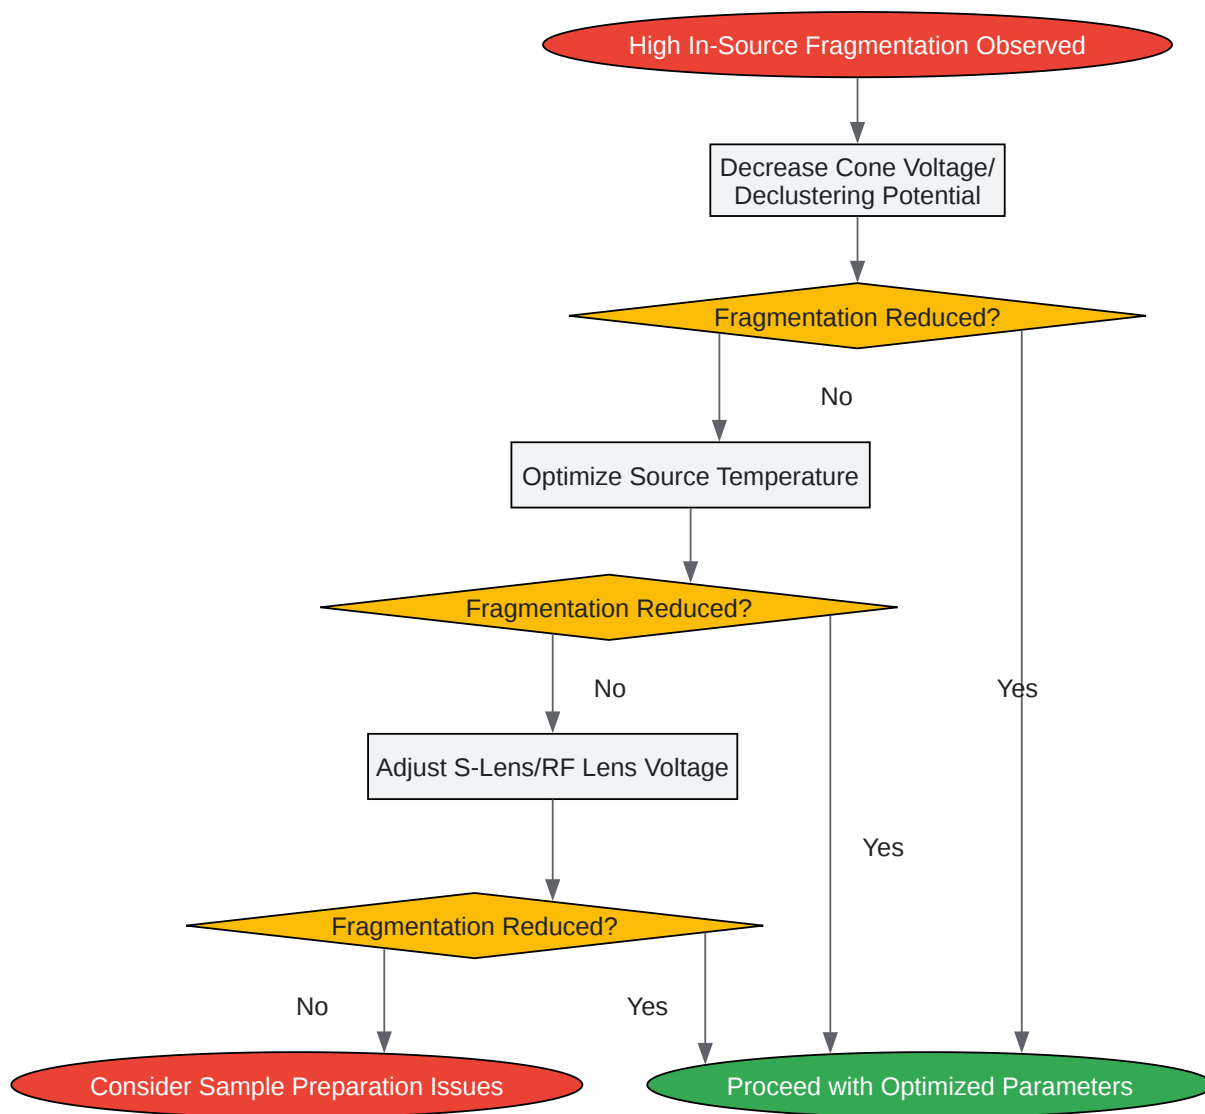 High In-Source Fragmentation Observed
Decrease Cone Voltage/
Declustering Potential
Fragmentation Reduced?
No
Optimize Source Temperature
Fragmentation Reduced?
No
Yes
Adjust S-Lens/RF Lens Voltage
Yes
Fragmentation Reduced?
No
Yes
Consider Sample Preparation Issues
Proceed with Optimized Parameters